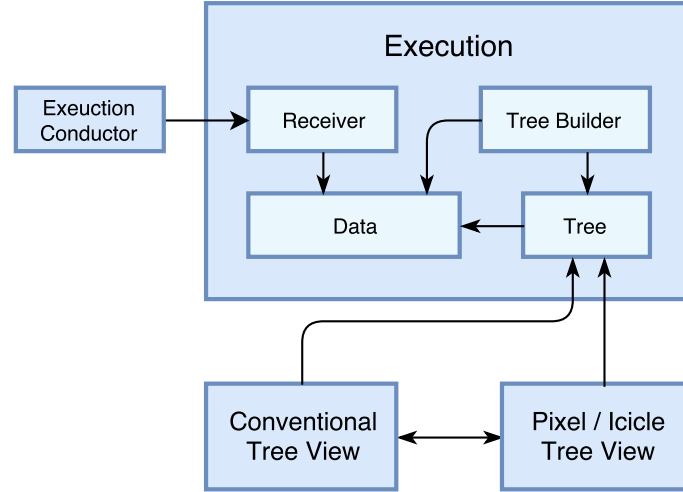 Execution
Exeuction
Conductor
Receiver
Tree Builder
Data
Tree
Conventional
Tree View
Pixel / Icicle
Tree View